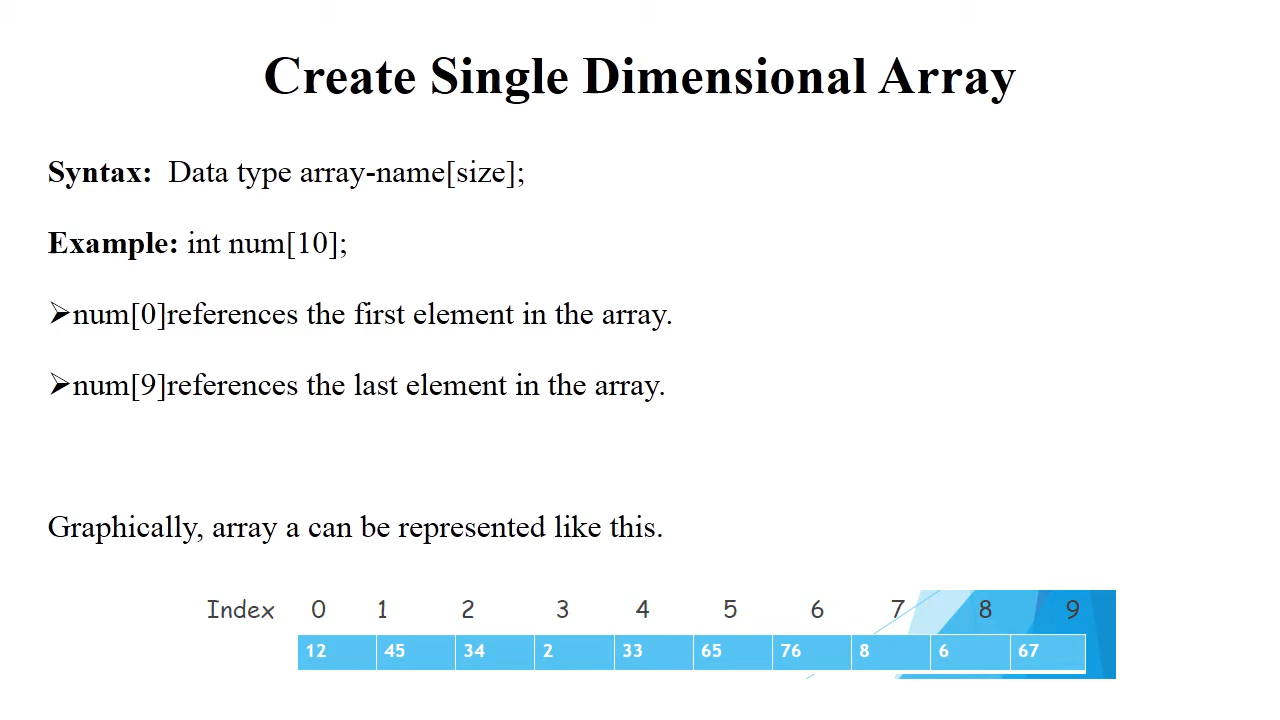 Create Single Dimensional Array
Syntax: Data type array-name[size];
Example: int num[10];
➢num[0]references the first element in the array.
➢num[9]references the last element in the array.
Graphically, array a can be represented like this.
Index 0 1 2 3 4 5 6 7 8 9
12 45 34 2 33 65 76 8 6 67